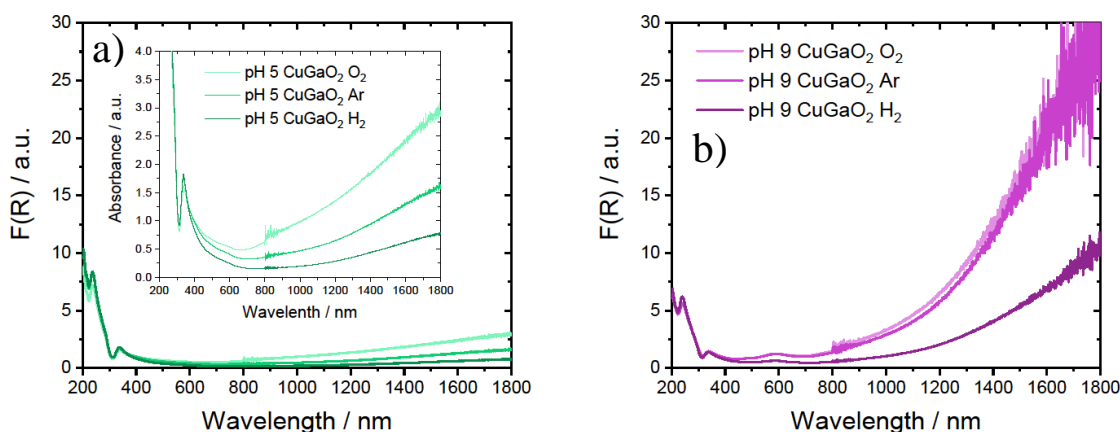 a)
F(R) / a.u.
30
25
20
15
10
5
0
200 400 600 800 1000 1200 1400 1600 1800
Wavelength / nm
Absorbance / a.u.
4.0
3.5
3.0
2.5
2.0
1.5
1.0
0.5
0.0
200 400 600 800 1000 1200 1400 1600 1800
Wavelenth / nm
pH 5 CuGaO₂ O₂
pH 5 CuGaO₂ Ar
pH 5 CuGaO₂ H₂
b)
F(R) / a.u.
30
25
20
15
10
5
0
200 400 600 800 1000 1200 1400 1600 1800
Wavelength / nm
pH 9 CuGaO₂ O₂
pH 9 CuGaO₂ Ar
pH 9 CuGaO₂ H₂